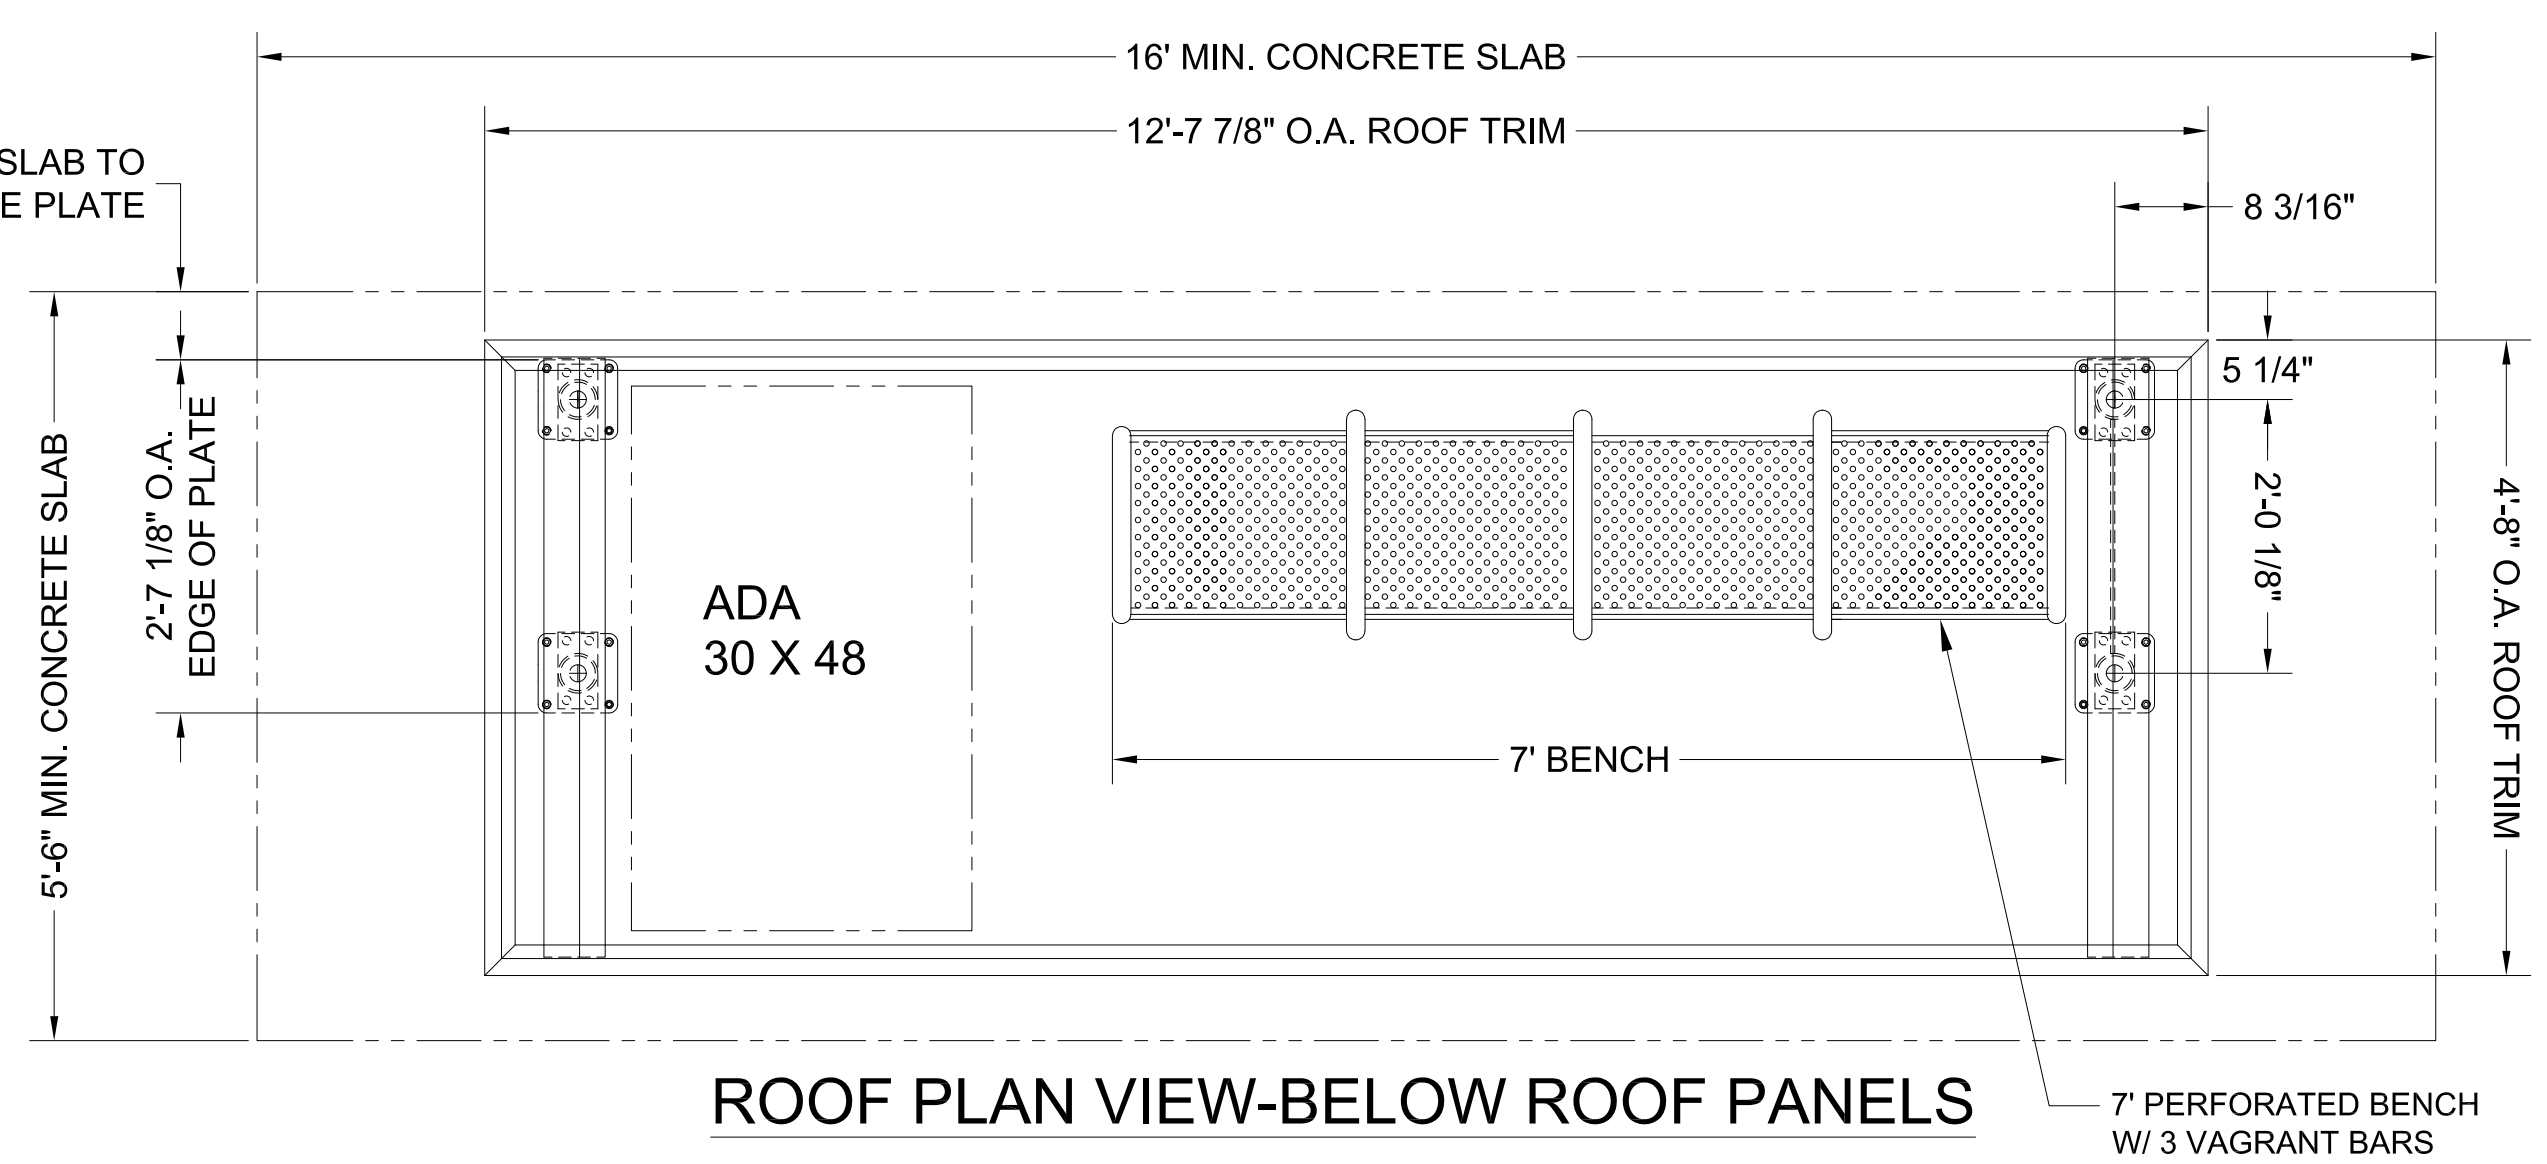 16' MIN. CONCRETE SLAB
12'-7 7/8" O.A. ROOF TRIM
SLAB TO
E PLATE
8 3/16"
5 1/4"
2'-0 1/8"
4'-8" O.A. ROOF TRIM
5'-6" MIN. CONCRETE SLAB
2'-7 1/8" O.A.
EDGE OF PLATE
ADA
30 X 48
7' BENCH
ROOF PLAN VIEW-BELOW ROOF PANELS
7' PERFORATED BENCH
W/ 3 VAGRANT BARS